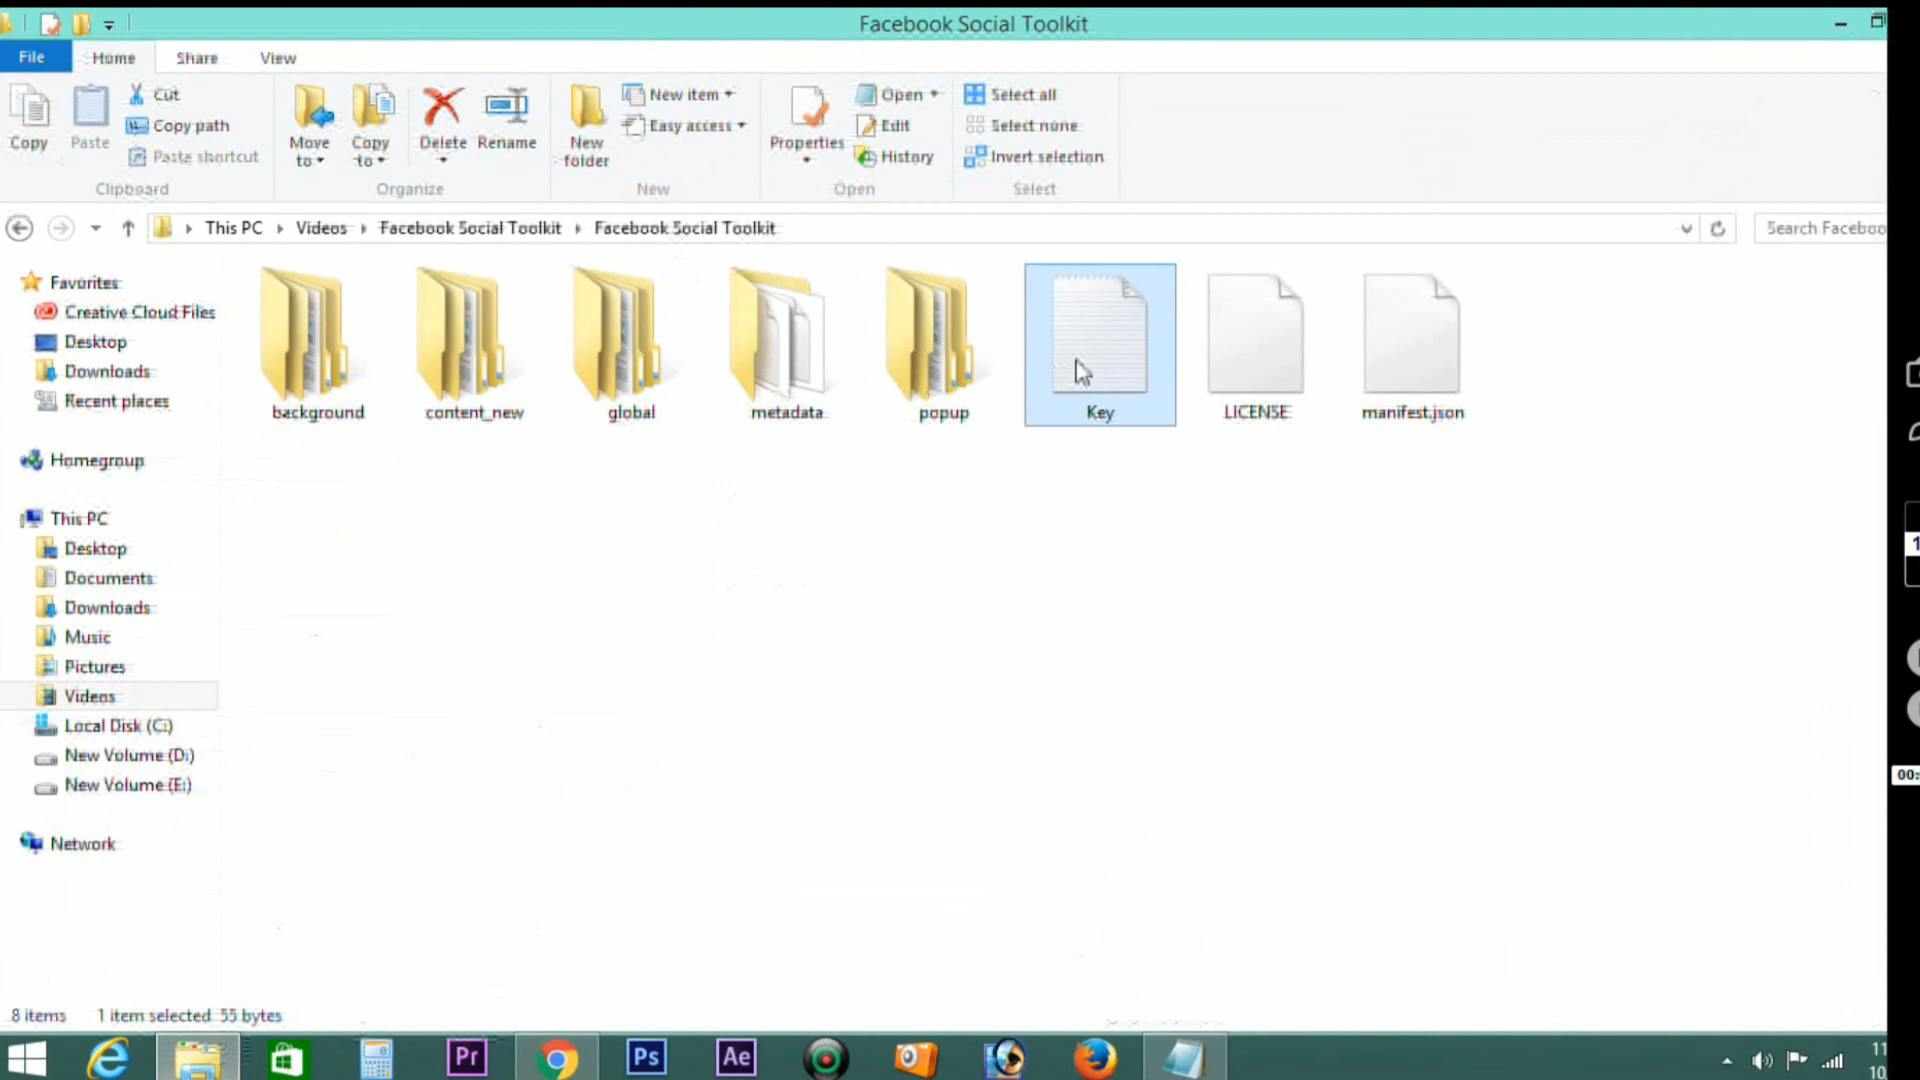 Facebook Social Toolkit
File Home Share View
Copy
Paste
Cut
Copy path
Paste shortcut
Clipboard
Move to
Copy to
Delete
Rename
Organize
New folder
New item
Easy access
New
Properties
Open
Edit
History
Open
Select all
Select none
Invert selection
Select
This PC Videos Facebook Social Toolkit Facebook Social Toolkit
Search Faceboo
Favorites
Creative Cloud Files
Desktop
Downloads
Recent places
Homegroup
This PC
Desktop
Documents
Downloads
Music
Pictures
Videos
Local Disk (C:)
New Volume (D:)
New Volume (E:)
Network
background
content_new
global
metadata
popup
Key
LICENSE
manifest.json
8 items 1 item selected 55 bytes
Pr
Ps
Ae
11
10
1
00: